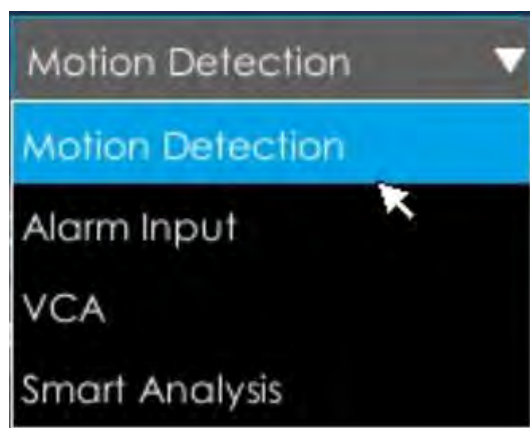 Motion Detection
Motion Detection
Alarm Input
VCA
Smart Analysis